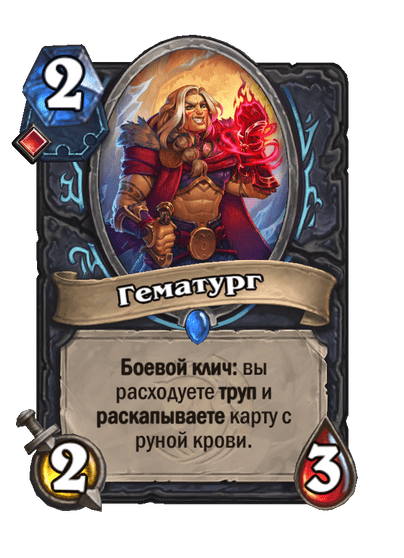 2
Гематург
Боевой клич: вы
расходуете труп и
раскапываете карту с
руной крови.
2
3